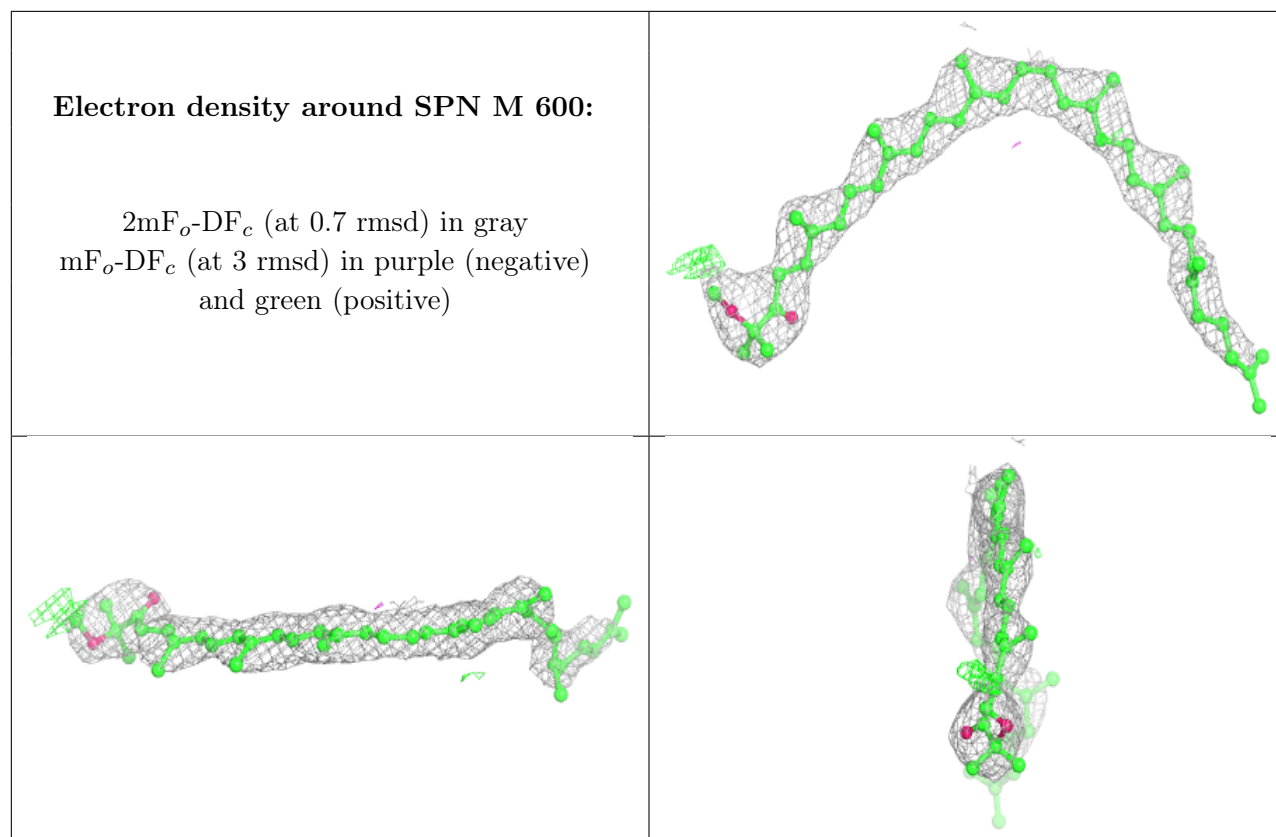 Electron density around SPN M 600:
2mFo-DFc (at 0.7 rmsd) in gray
mFo-DFc (at 3 rmsd) in purple (negative)
and green (positive)